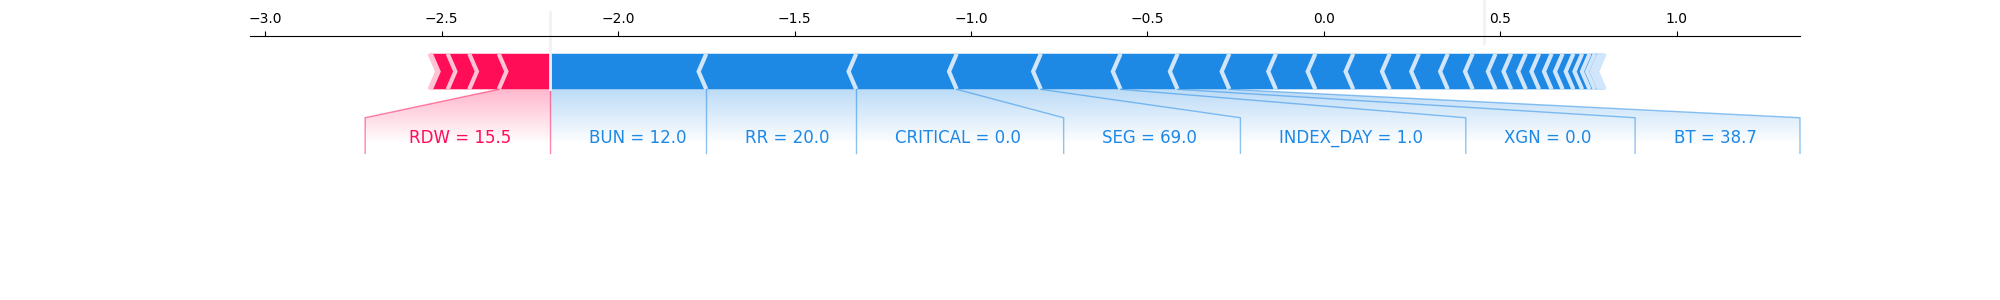 −3.0 −2.5 −2.0 −1.5 −1.0 −0.5 0.0 0.5 1.0
RDW = 15.5 BUN = 12.0 RR = 20.0 CRITICAL = 0.0 SEG = 69.0 INDEX_DAY = 1.0 XGN = 0.0 BT = 38.7